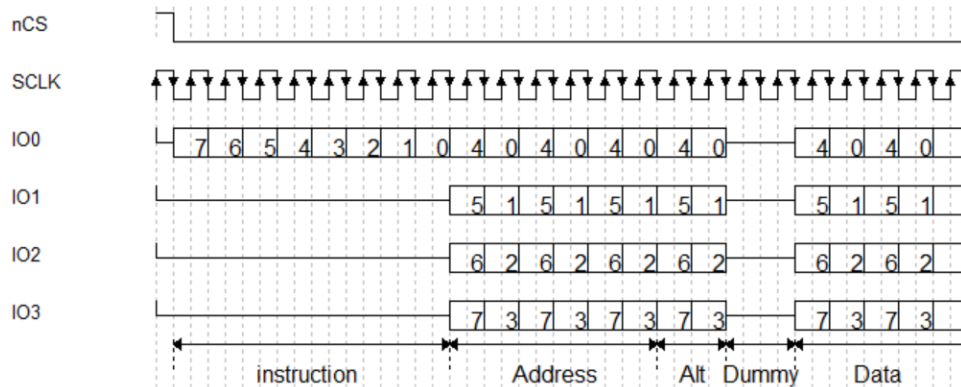 nCS
SCLK
IO0 7 6 5 4 3 2 1 0 4 0 4 0 4 0 4 0 4 0 4 0
IO1 5 1 5 1 5 1 5 1 5 1 5 1
IO2 6 2 6 2 6 2 6 2 6 2 6 2
IO3 7 3 7 3 7 3 7 3 7 3 7 3
instruction Address Alt Dummy Data